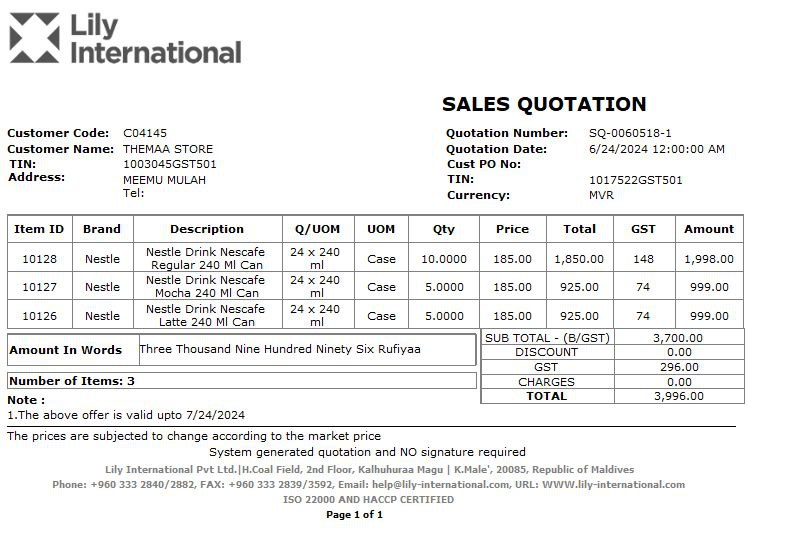 Lily
International
SALES QUOTATION
Customer Code: C04145
Customer Name: THEMAA STORE
TIN: 1003045GST501
Address: MEEMU MULAH
Tel:
Quotation Number: SQ-0060518-1
Quotation Date: 6/24/2024 12:00:00 AM
Cust PO No:
TIN: 1017522GST501
Currency: MVR
Item ID Brand Description Q/UOM UOM Qty Price Total GST Amount
10128 Nestle Nestle Drink Nescafe Regular 240 Ml Can 24 x 240 ml Case 10.0000 185.00 1,850.00 148 1,998.00
10127 Nestle Nestle Drink Nescafe Mocha 240 Ml Can 24 x 240 ml Case 5.0000 185.00 925.00 74 999.00
10126 Nestle Nestle Drink Nescafe Latte 240 Ml Can 24 x 240 ml Case 5.0000 185.00 925.00 74 999.00
Amount In Words Three Thousand Nine Hundred Ninety Six Rufiyaa
Number of Items: 3
SUB TOTAL - (B/GST) 3,700.00
DISCOUNT 0.00
GST 296.00
CHARGES 0.00
TOTAL 3,996.00
Note :
1.The above offer is valid upto 7/24/2024
The prices are subjected to change according to the market price
System generated quotation and NO signature required
Lily International Pvt Ltd.|H.Coal Field, 2nd Floor, Kalhuhuraa Magu | K.Male', 20085, Republic of Maldives
Phone: +960 333 2840/2882, FAX: +960 333 2839/3592, Email: help@lily-international.com, URL: WWW.lily-international.com
ISO 22000 AND HACCP CERTIFIED
Page 1 of 1